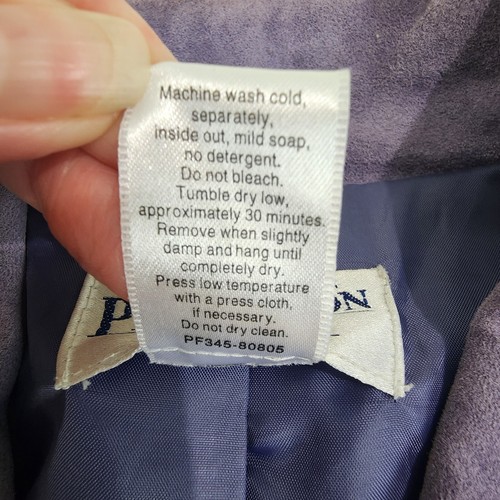 Machine wash cold,
separately,
inside out, mild soap,
no detergent.
Do not bleach.
Tumble dry low,
approximately 30 minutes.
Remove when slightly
damp and hang until
completely dry.
Press low temperature
with a press cloth,
if necessary.
Do not dry clean.
PF345-80805